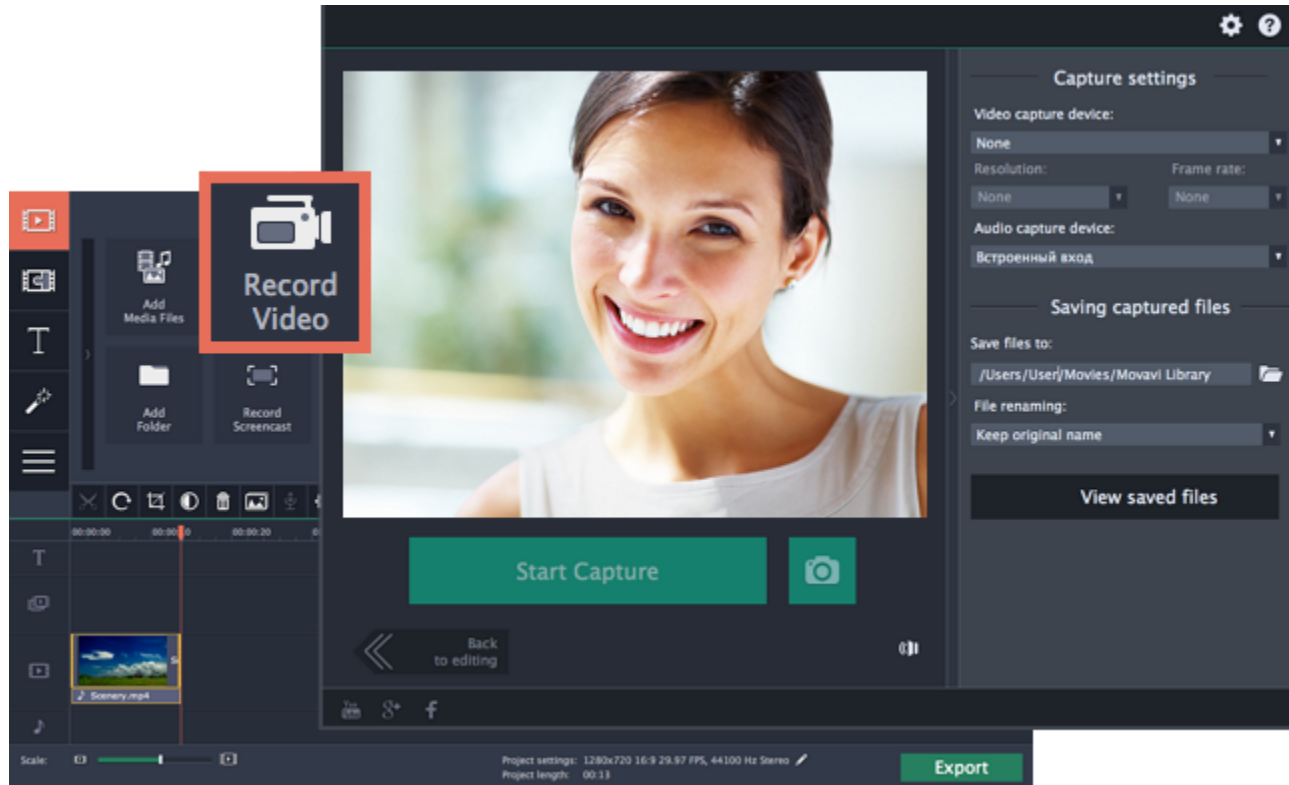 Capture settings
Video capture device:
None
Resolution:
Frame rate:
None
None
Audio capture device:
Встроенный вход
Saving captured files
Save files to:
/Users/User/Movies/Movavi Library
File renaming:
Keep original name
View saved files
Record
Video
Add
Media Files
Add
Folder
Record
Screencast
Start Capture
Back
to editing
00:00:00
00:00:20
T
T
Scenery.mp4
You
g+
f
Scale:
Project settings: 1280x720 16:9 29.97 FPS, 44100 Hz Stereo
Project length: 00:13
Export